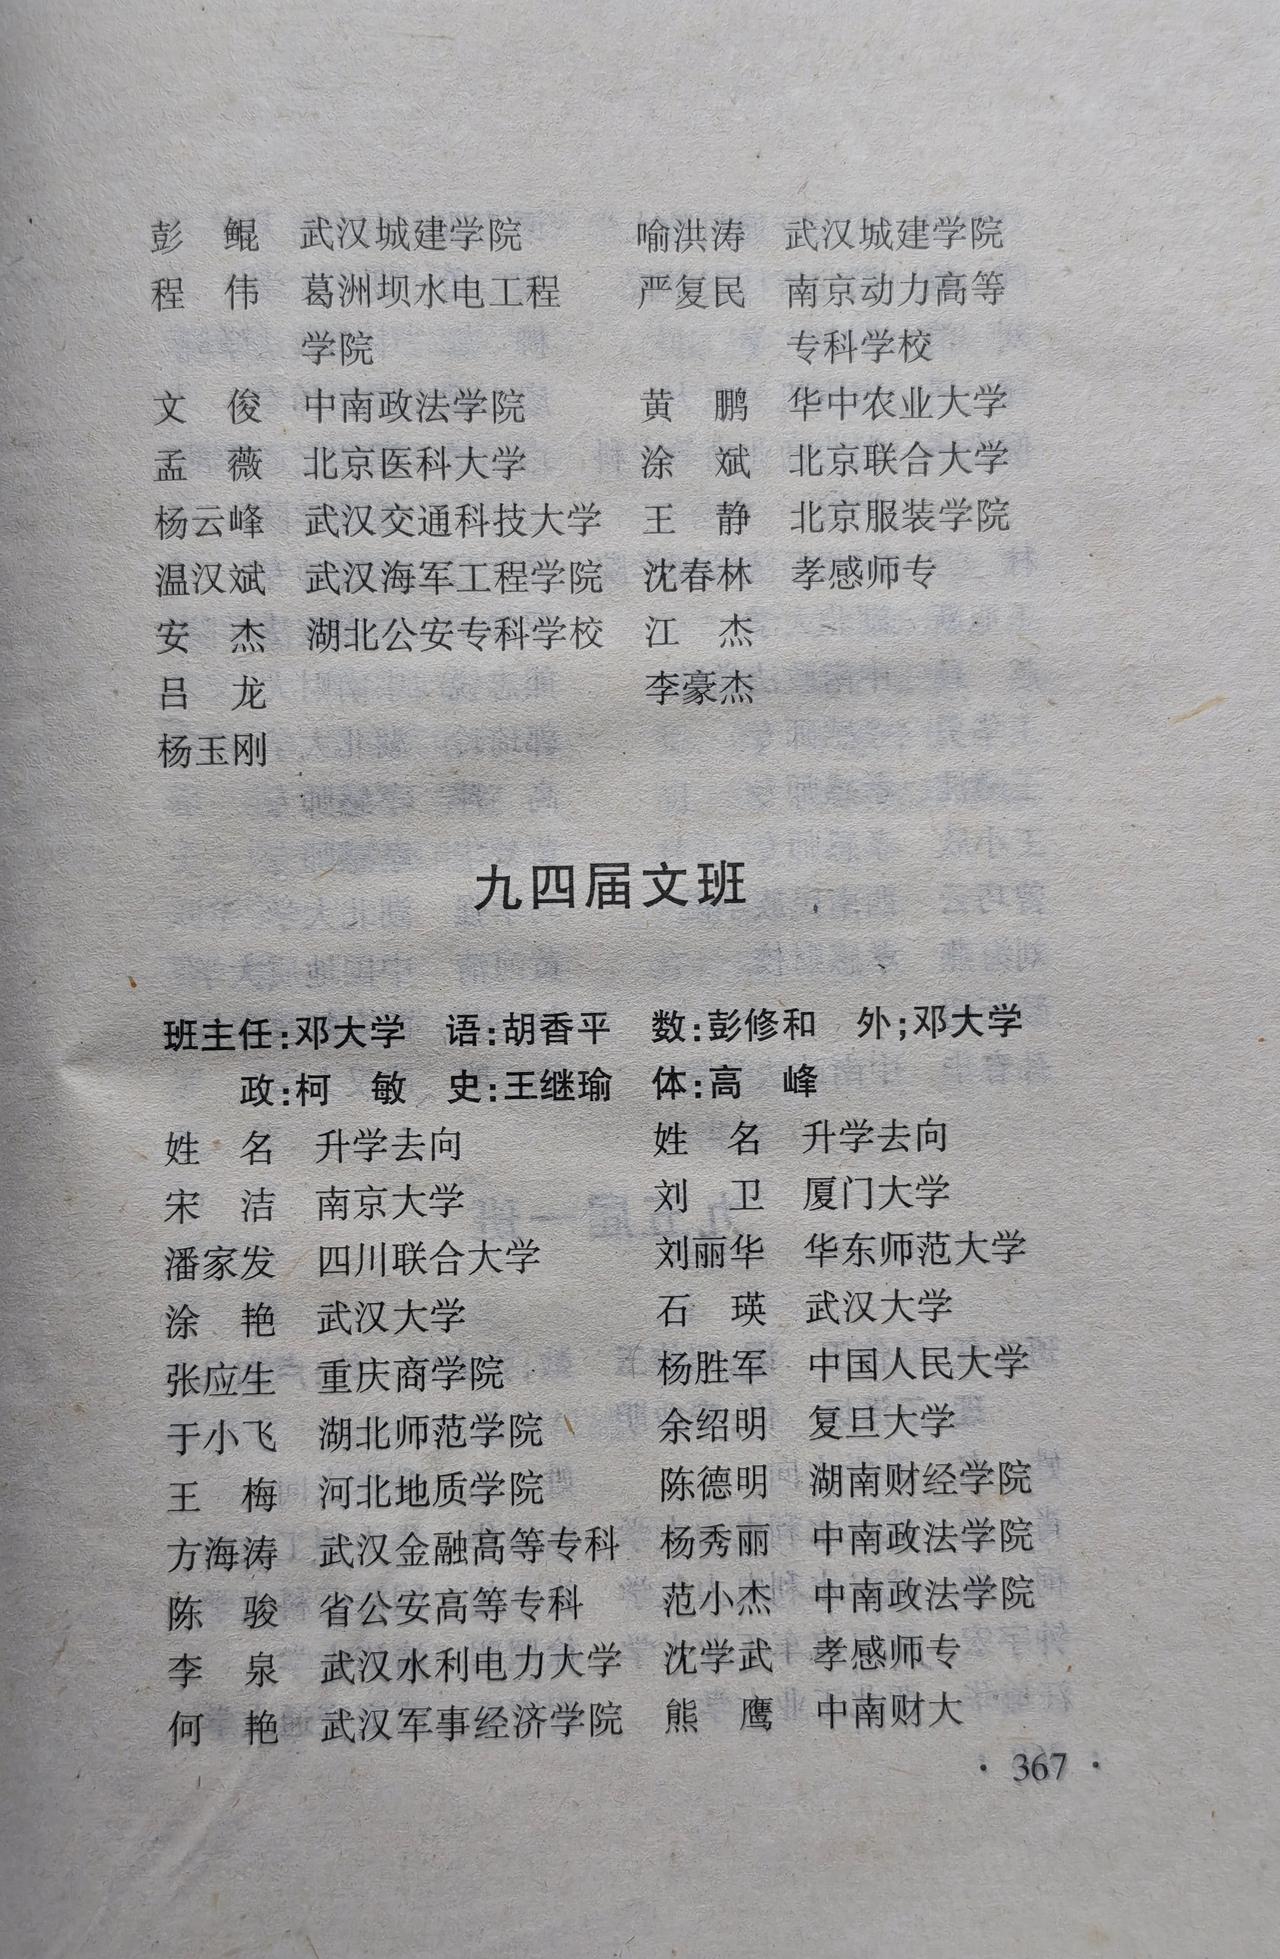 彭　鲲　武汉城建学院　喻洪涛　武汉城建学院
程　伟　葛洲坝水电工程　严复民　南京动力高等
学院　专科学校
文　俊　中南政法学院　黄　鹏　华中农业大学
孟　薇　北京医科大学　涂　斌　北京联合大学
杨云峰　武汉交通科技大学　王　静　北京服装学院
温汉斌　武汉海军工程学院　沈春林　孝感师专
安　杰　湖北公安专科学校　江　杰
吕　龙　李豪杰
杨玉刚
九四届文班
班主任:邓大学　语:胡香平　数:彭修和　外;邓大学
政:柯　敏　史:王继瑜　体:高　峰
姓　名　升学去向　姓　名　升学去向
宋　洁　南京大学　刘　卫　厦门大学
潘家发　四川联合大学　刘丽华　华东师范大学
涂　艳　武汉大学　石　瑛　武汉大学
张应生　重庆商学院　杨胜军　中国人民大学
于小飞　湖北师范学院　余绍明　复旦大学
王　梅　河北地质学院　陈德明　湖南财经学院
方海涛　武汉金融高等专科　杨秀丽　中南政法学院
陈　骏　省公安高等专科　范小杰　中南政法学院
李　泉　武汉水利电力大学　沈学武　孝感师专
何　艳　武汉军事经济学院　熊　鹰　中南财大
· 367 ·